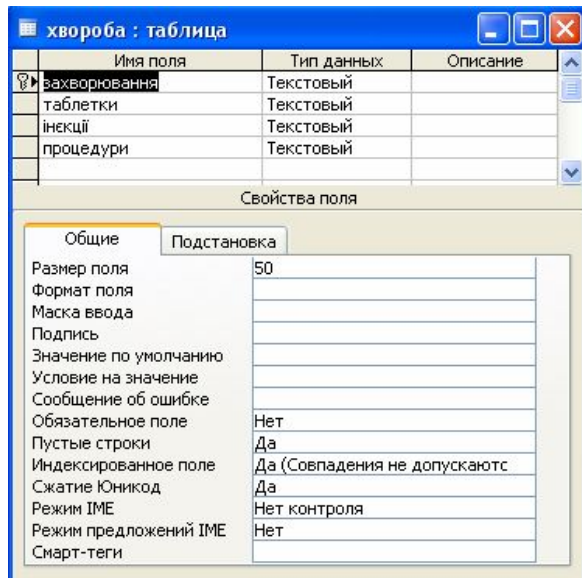 хвороба : таблица
Имя поля Тип данных Описание
захворювання Текстовый
таблетки Текстовый
інєкції Текстовый
процедури Текстовый
Свойства поля
Общие Подстановка
Размер поля 50
Формат поля
Маска ввода
Подпись
Значение по умолчанию
Условие на значение
Сообщение об ошибке
Обязательное поле Нет
Пустые строки Да
Индексированное поле Да (Совпадения не допускаютс
Сжатие Юникод Да
Режим IME Нет контроля
Режим предложений IME Нет
Смарт-теги